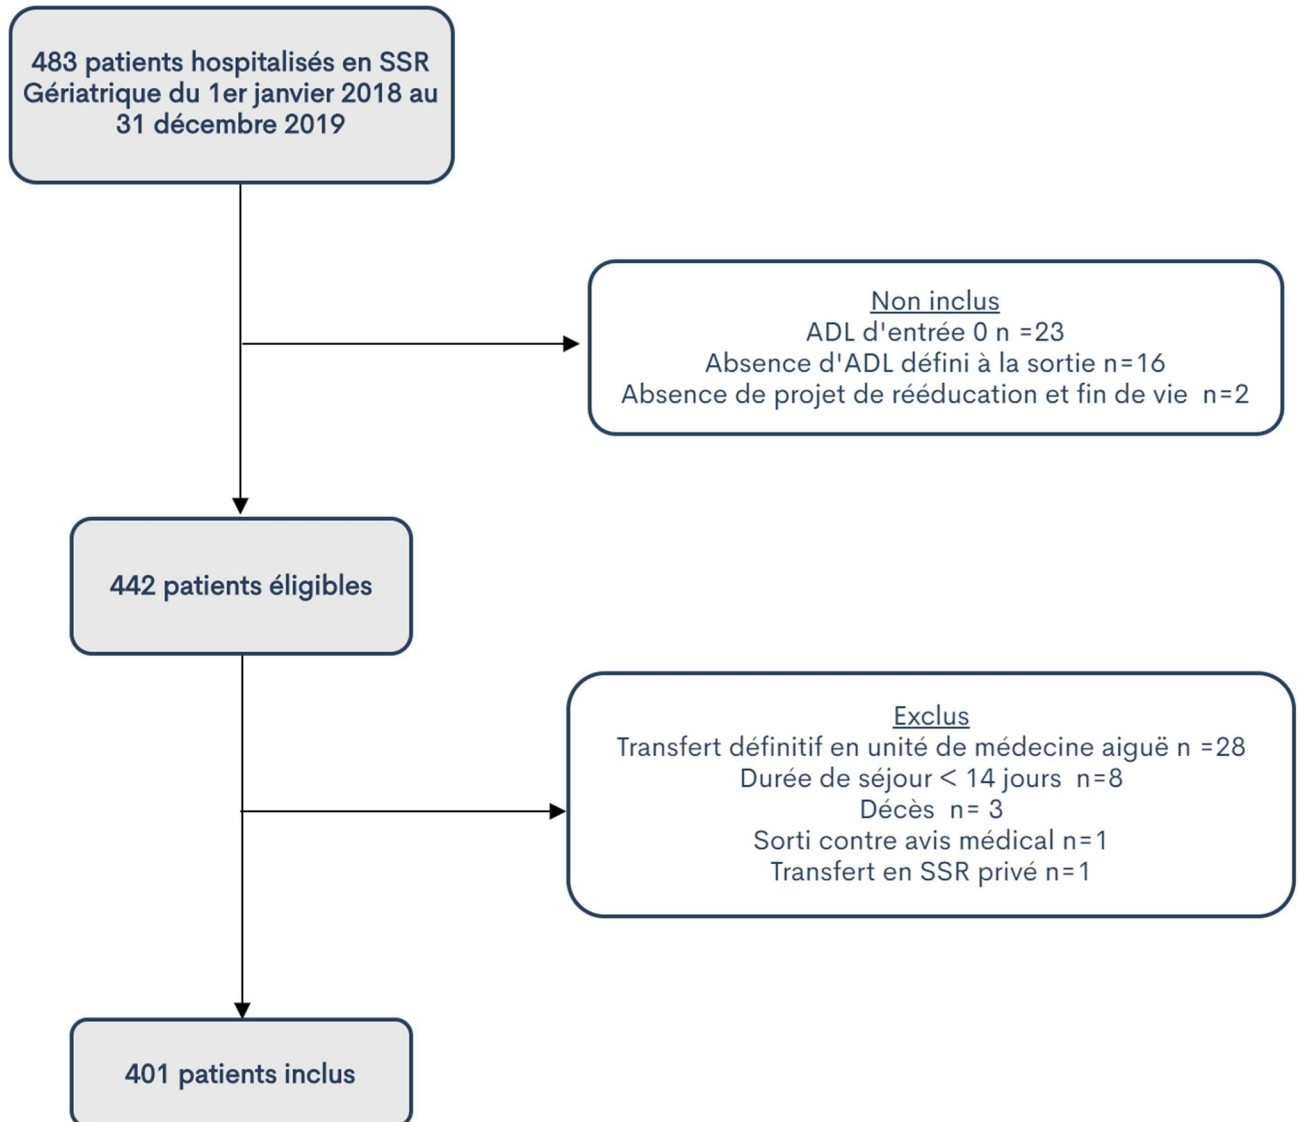 483 patients hospitalisés en SSR
Gériatrique du 1er janvier 2018 au
31 décembre 2019
Non inclus
ADL d'entrée 0 n =23
Absence d'ADL défini à la sortie n=16
Absence de projet de rééducation et fin de vie n=2
442 patients éligibles
Exclus
Transfert définitif en unité de médecine aiguë n =28
Durée de séjour < 14 jours n=8
Décès n= 3
Sorti contre avis médical n=1
Transfert en SSR privé n=1
401 patients inclus